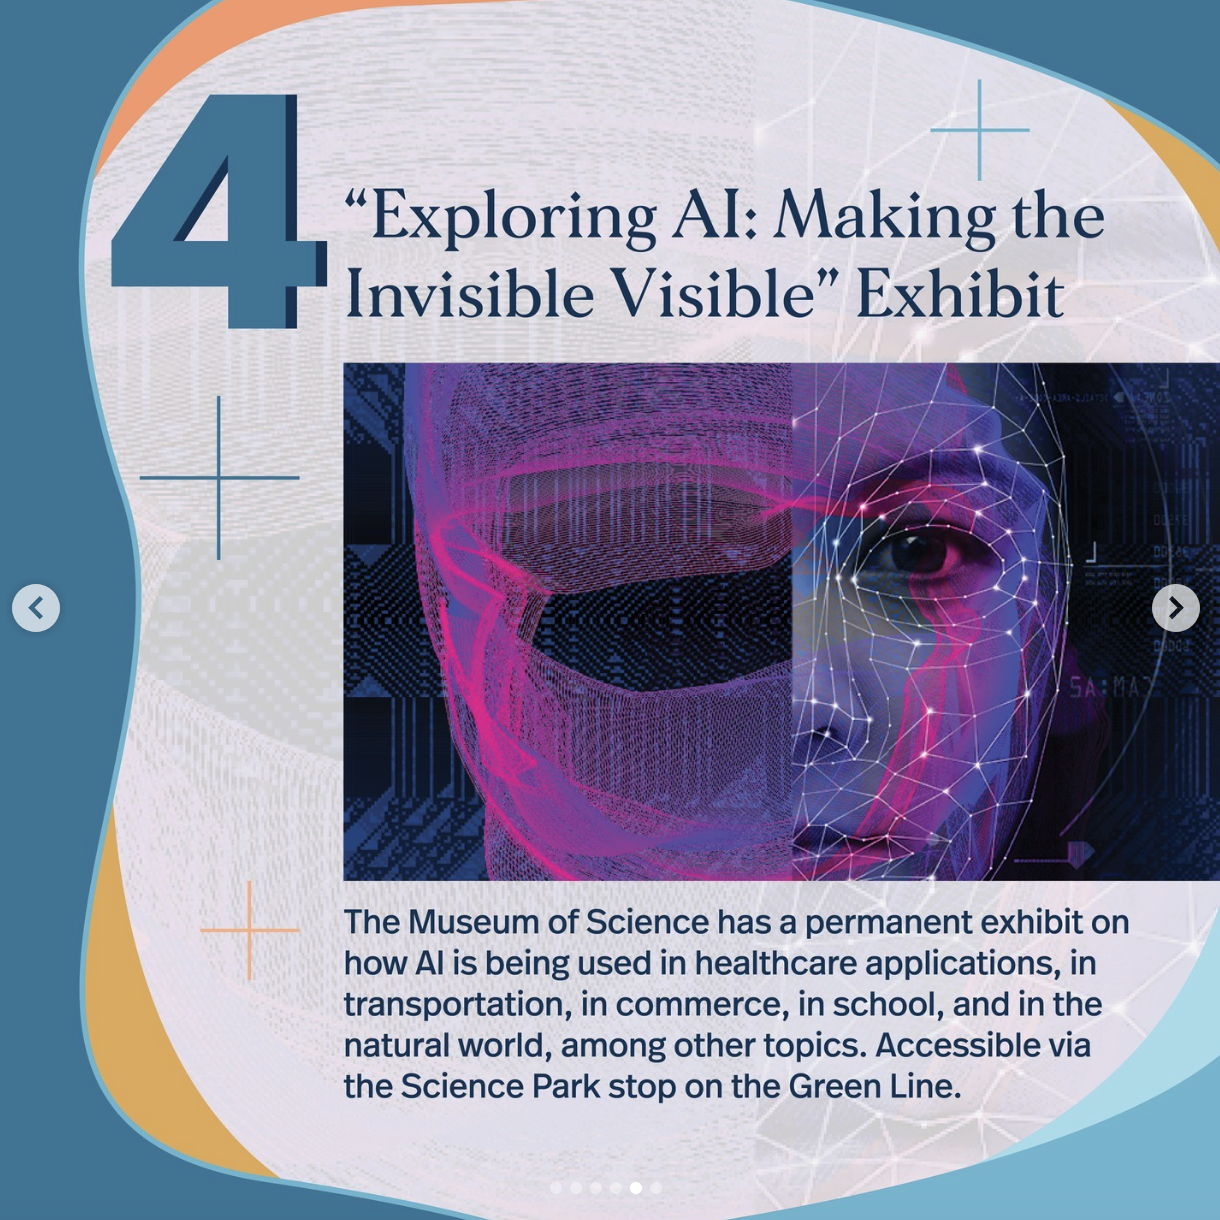 4
“Exploring AI: Making the
Invisible Visible” Exhibit
The Museum of Science has a permanent exhibit on
how AI is being used in healthcare applications, in
transportation, in commerce, in school, and in the
natural world, among other topics. Accessible via
the Science Park stop on the Green Line.